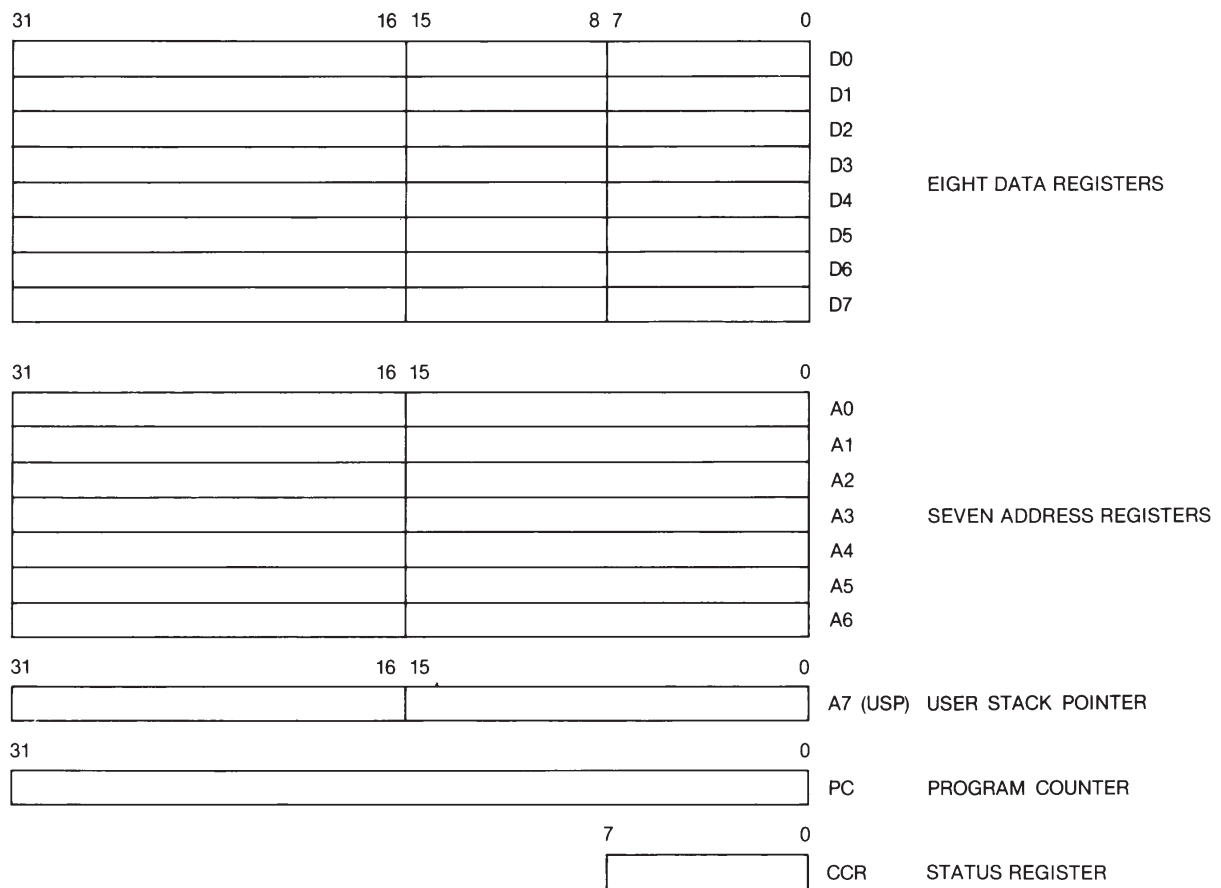 31 16 15 8 7 0
D0
D1
D2
D3
EIGHT DATA REGISTERS
D4
D5
D6
D7
31 16 15 0
A0
A1
A2
A3 SEVEN ADDRESS REGISTERS
A4
A5
A6
31 16 15 0
A7 (USP) USER STACK POINTER
31 0
PC PROGRAM COUNTER
7 0
CCR STATUS REGISTER